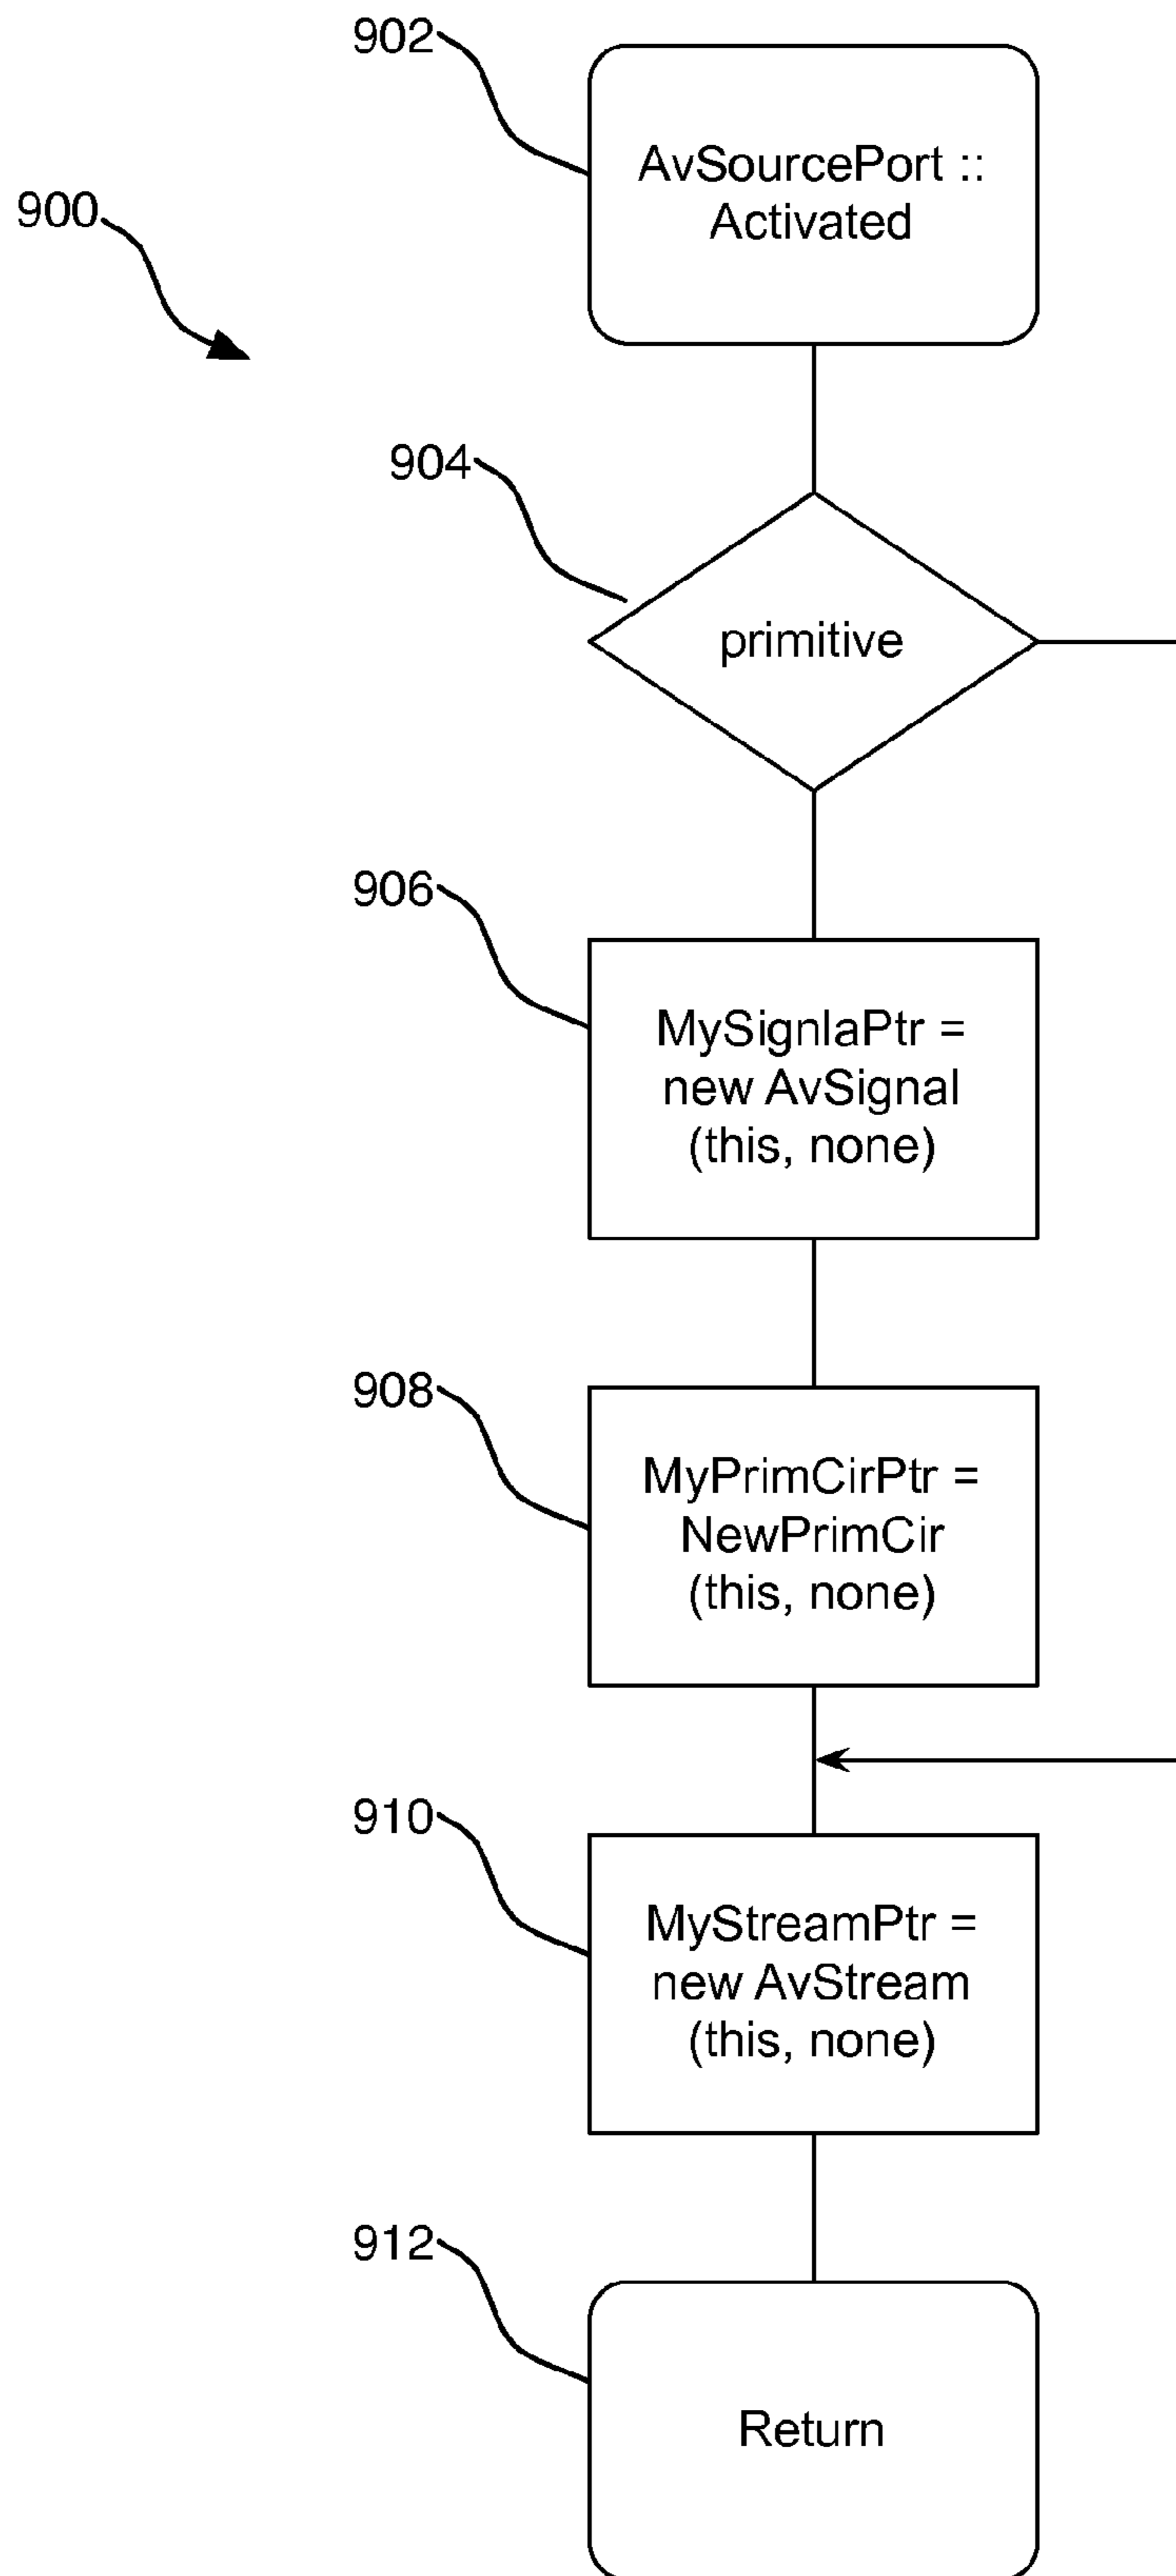 902
AvSourcePort ::
Activated
900
904
primitive
906
MySignlaPtr =
new AvSignal
(this, none)
908
MyPrimCirPtr =
NewPrimCir
(this, none)
910
MyStreamPtr =
new AvStream
(this, none)
912
Return